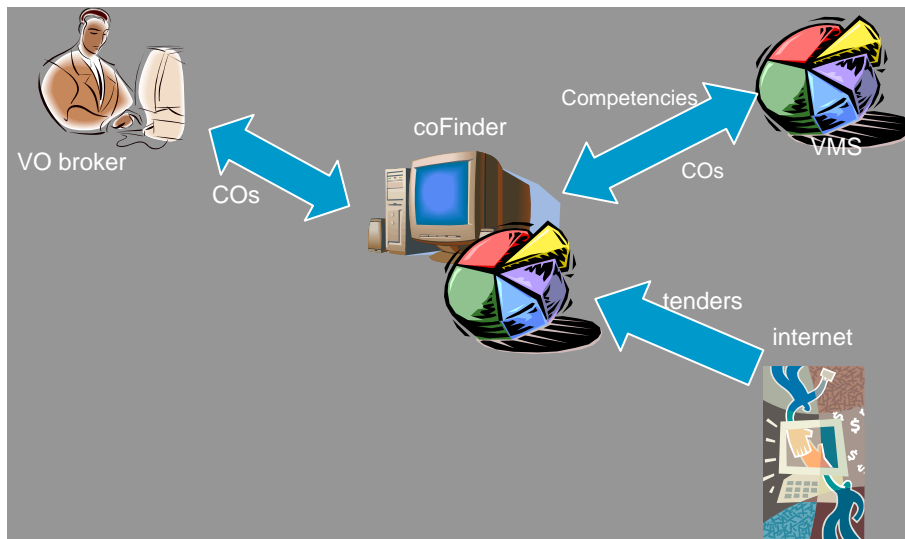 Competencies
coFinder
VO broker
VMS
COs
COs
tenders
internet
$
$
$
$